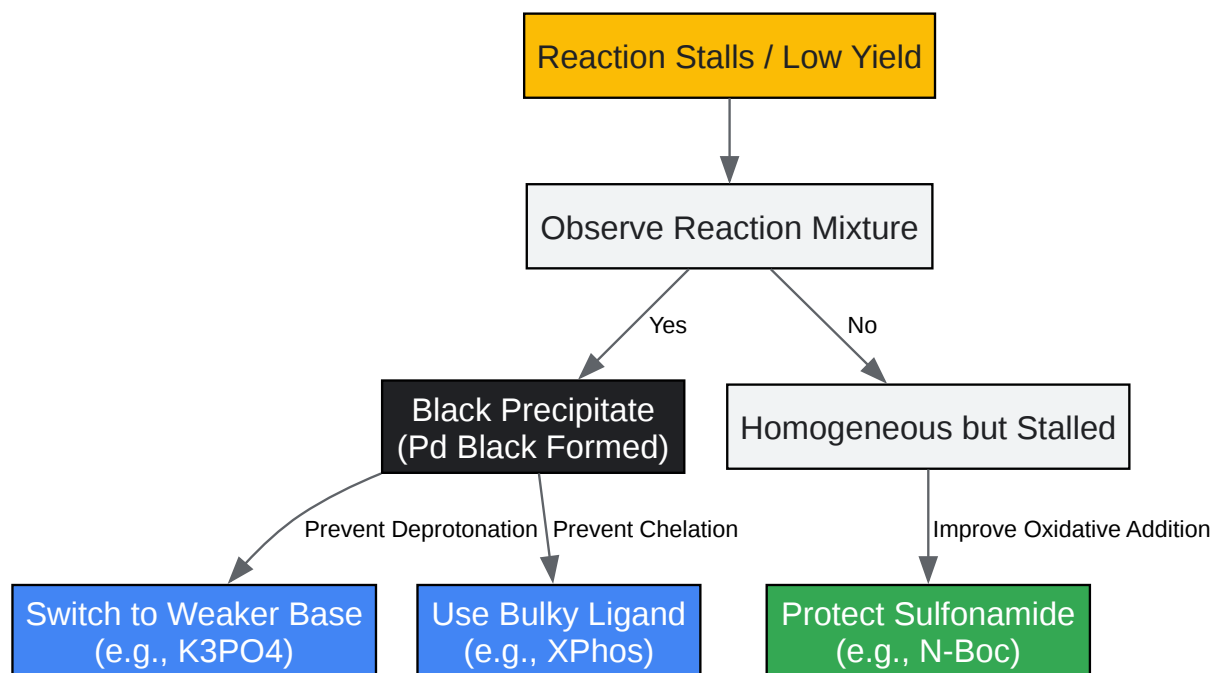 Reaction Stalls / Low Yield
Observe Reaction Mixture
Yes
No
Black Precipitate
(Pd Black Formed)
Homogeneous but Stalled
Prevent Deprotonation
Prevent Chelation
Improve Oxidative Addition
Switch to Weaker Base
(e.g., K3PO4)
Use Bulky Ligand
(e.g., XPhos)
Protect Sulfonamide
(e.g., N-Boc)